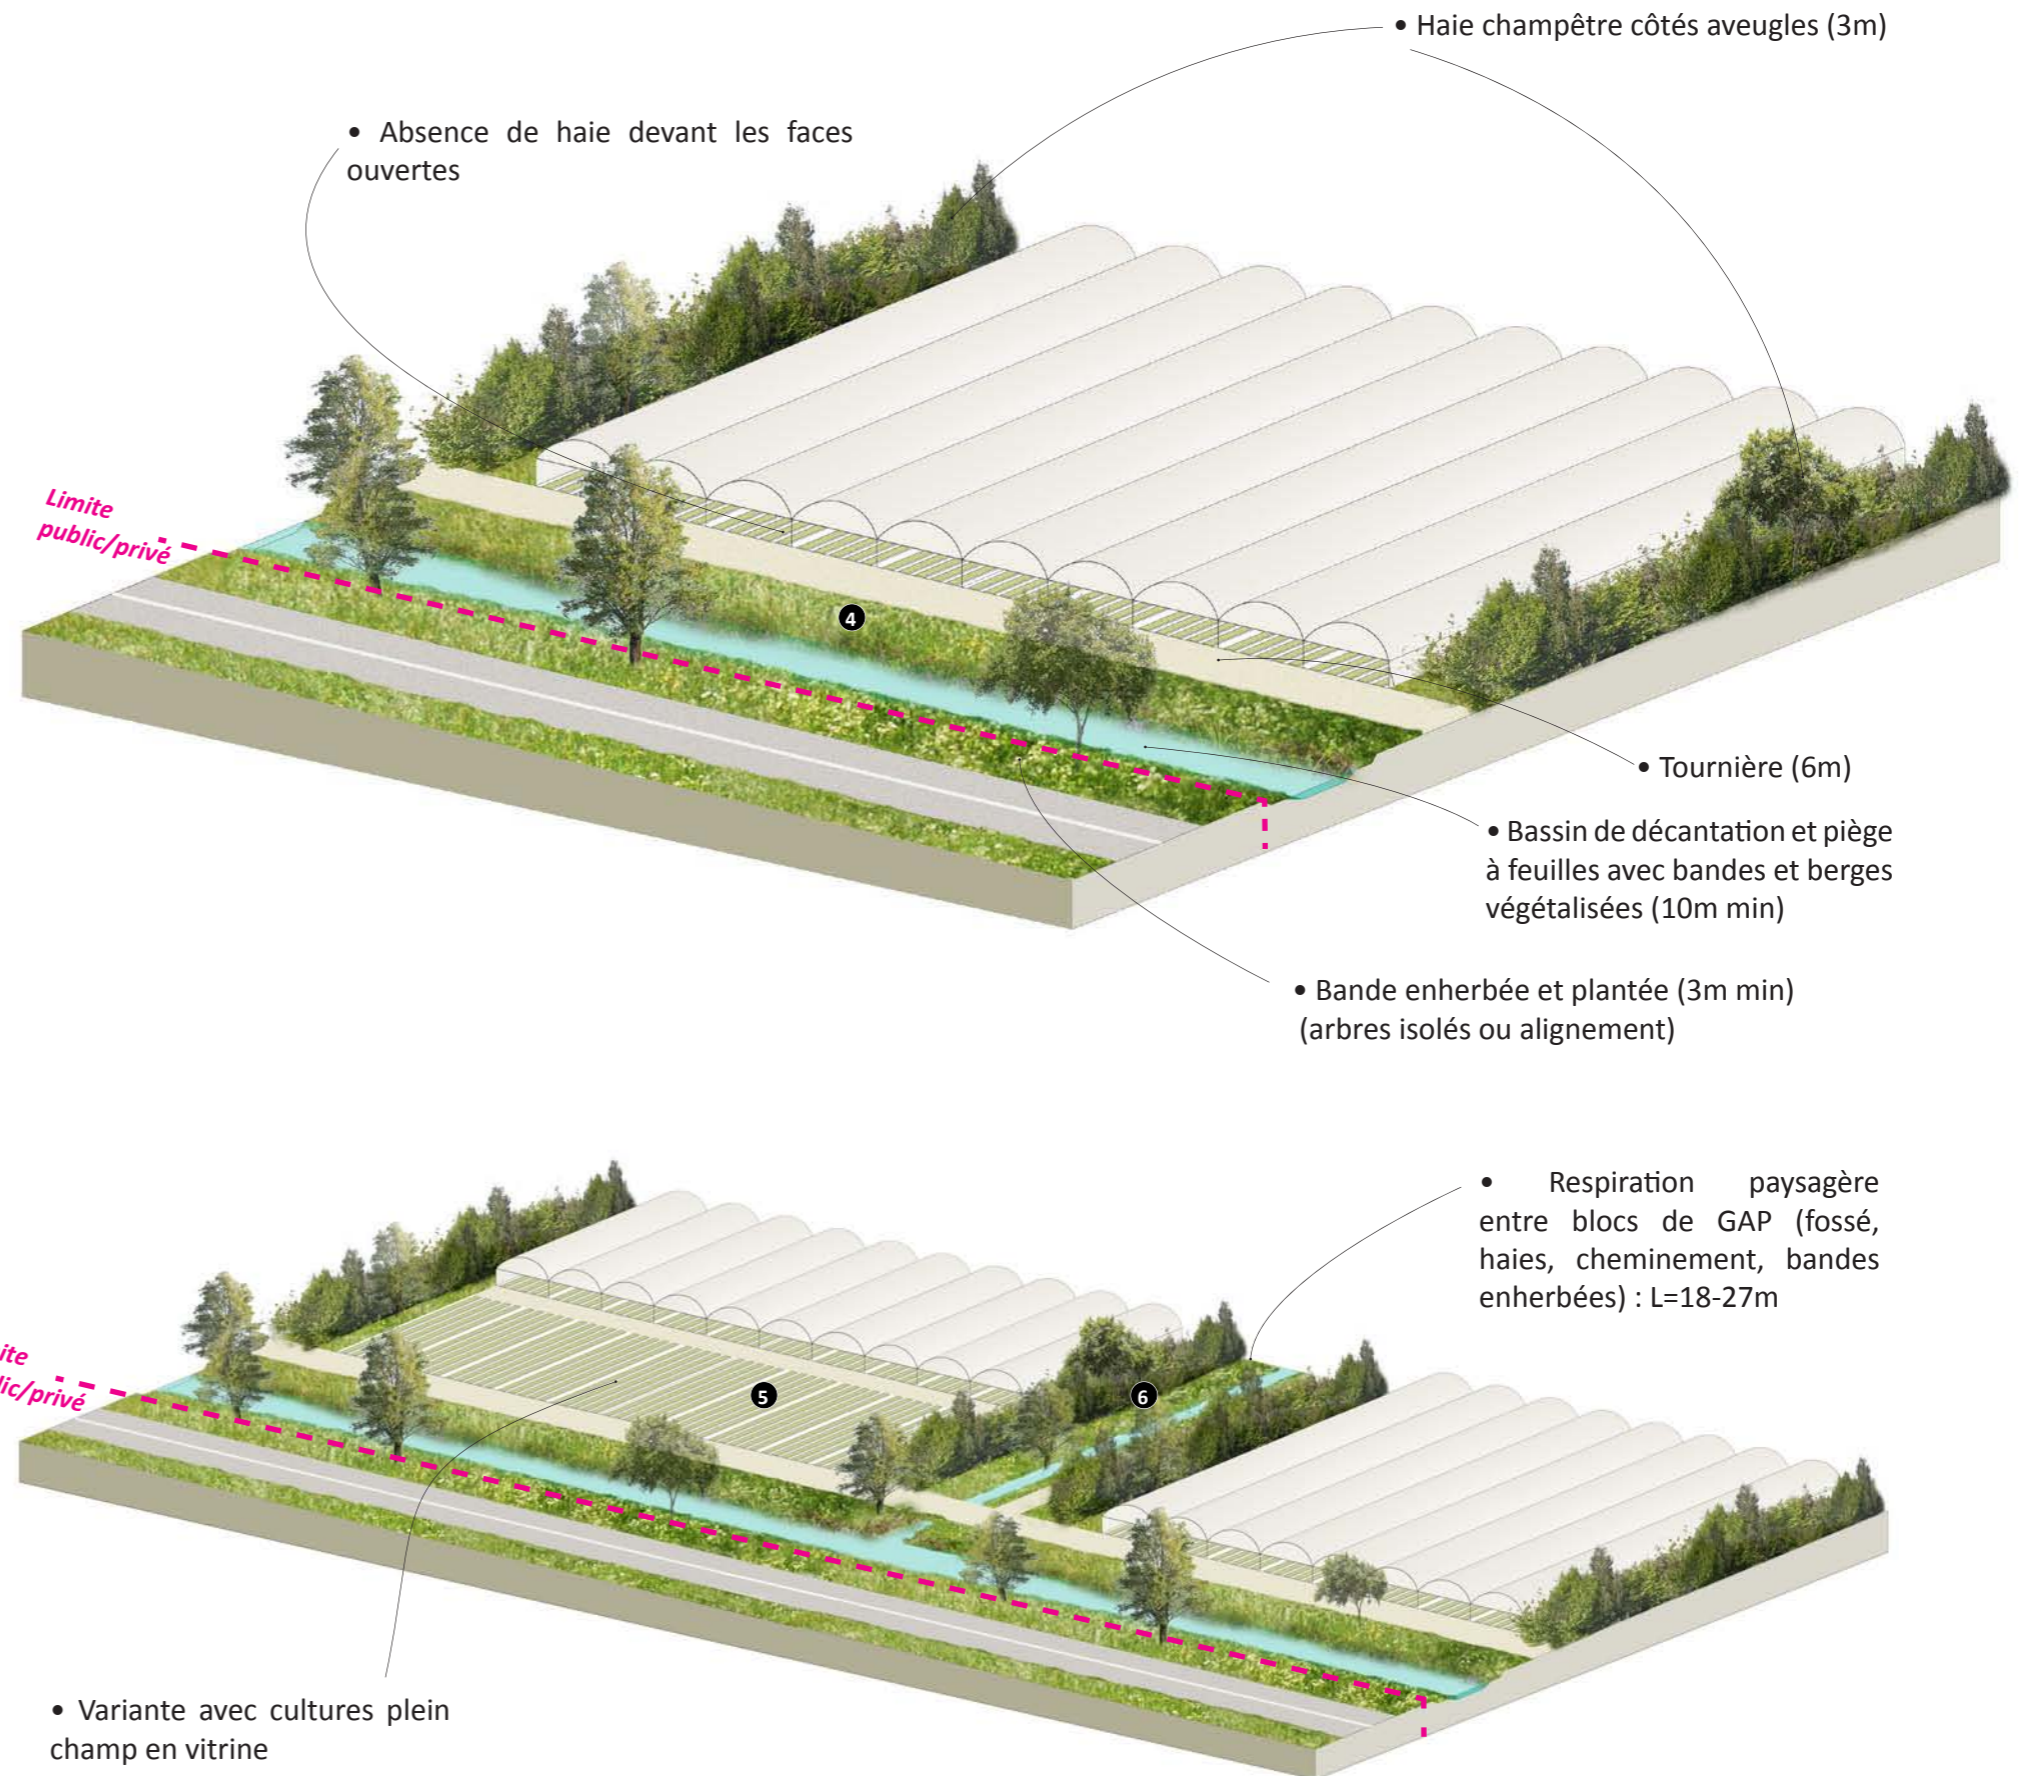 • Haie champêtre côtés aveugles (3m)
• Absence de haie devant les faces
ouvertes
Limite
public/privé
4
• Tournière (6m)
• Bassin de décantation et piège
à feuilles avec bandes et berges
végétalisées (10m min)
• Bande enherbée et plantée (3m min)
(arbres isolés ou alignement)
• Respiration paysagère
entre blocs de GAP (fossé,
haies, cheminement, bandes
enherbées) : L=18-27m
ite
lic/privé
5
6
• Variante avec cultures plein
champ en vitrine